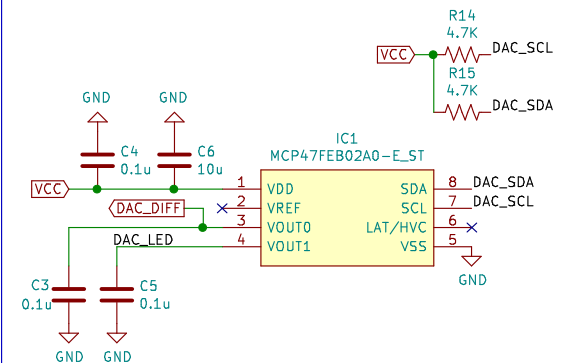 R14
4.7K
VCC
DAC_SCL
R15
4.7K
DAC_SDA
GND
GND
C4
0.1u
C6
10u
IC1
MCP47FEB02A0-E_ST
VCC
1
VDD
SDA
8
DAC_SDA
DAC_DIFF
2
VREF
SCL
7
DAC_SCL
3
VOUT0
LAT/HVC
6
DAC_LED
4
VOUT1
VSS
5
GND
C3
0.1u
C5
0.1u
GND
GND